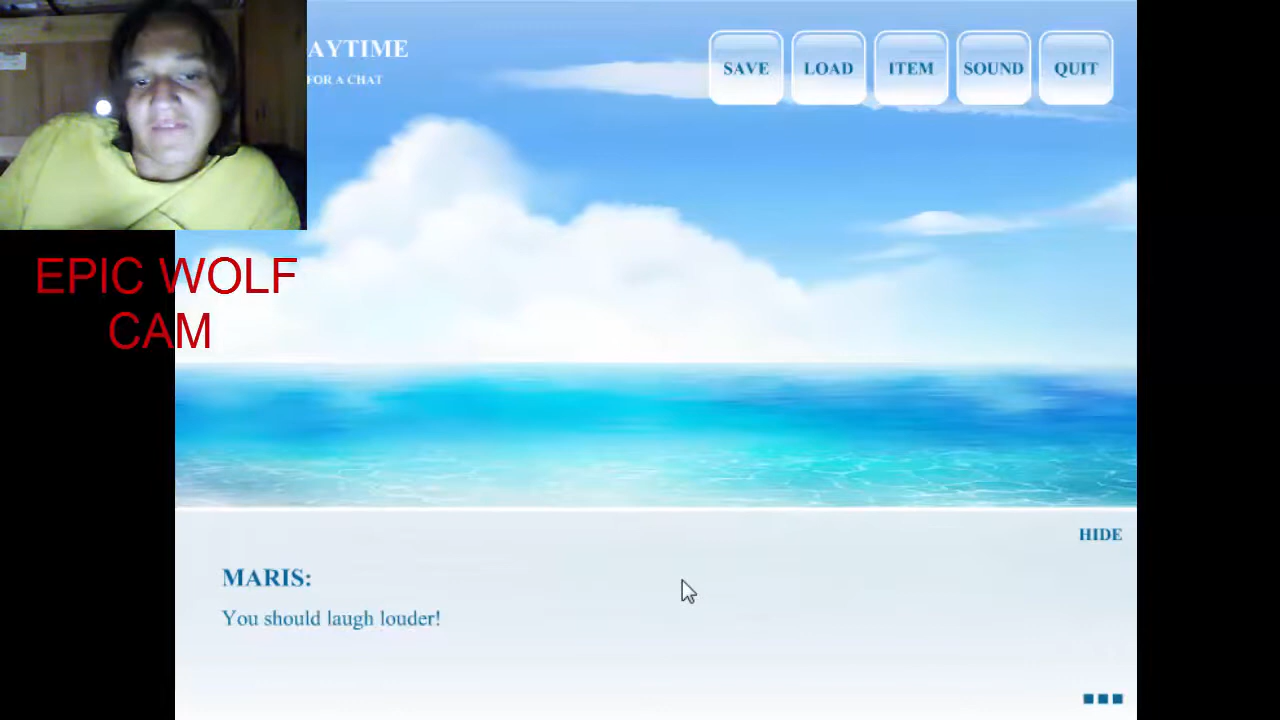 AYTIME
FOR A CHAT
SAVE
LOAD
ITEM
SOUND
QUIT
EPIC WOLF
CAM
HIDE
MARIS:
You should laugh louder!